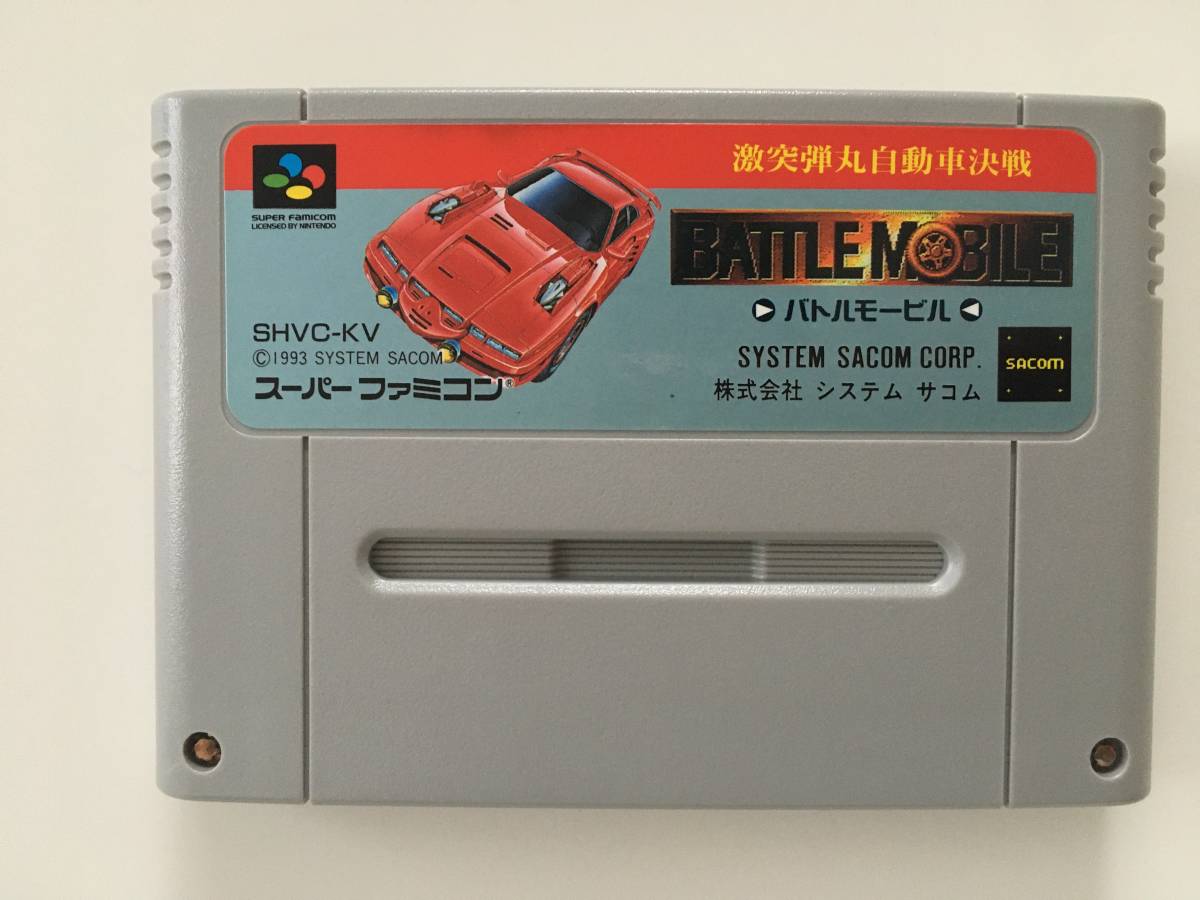 SUPER FAMICOM
LICENSED BY NINTENDO
SHVC-KV
©1993 SYSTEM SACOM
スーパーファミコン®
激突弾丸自動車決戦
BATTLE MOBILE
バトルモービル
SYSTEM SACOM CORP.
株式会社 システム サコム
SACOM